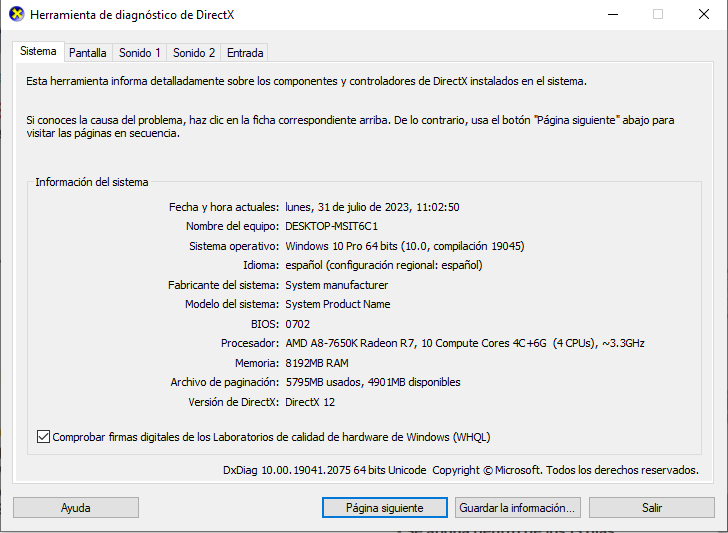 Herramienta de diagnóstico de DirectX
Sistema Pantalla Sonido 1 Sonido 2 Entrada
Esta herramienta informa detalladamente sobre los componentes y controladores de DirectX instalados en el sistema.
Si conoces la causa del problema, haz clic en la ficha correspondiente arriba. De lo contrario, usa el botón "Página siguiente" abajo para
visitar las páginas en secuencia.
Información del sistema
Fecha y hora actuales: lunes, 31 de julio de 2023, 11:02:50
Nombre del equipo: DESKTOP-MSIT6C1
Sistema operativo: Windows 10 Pro 64 bits (10.0, compilación 19045)
Idioma: español (configuración regional: español)
Fabricante del sistema: System manufacturer
Modelo del sistema: System Product Name
BIOS: 0702
Procesador: AMD A8-7650K Radeon R7, 10 Compute Cores 4C+6G (4 CPUs), ~3.3GHz
Memoria: 8192MB RAM
Archivo de paginación: 5795MB usados, 4901MB disponibles
Versión de DirectX: DirectX 12
Comprobar firmas digitales de los Laboratorios de calidad de hardware de Windows (WHQL)
DxDiag 10.00.19041.2075 64 bits Unicode Copyright © Microsoft. Todos los derechos reservados.
Ayuda Página siguiente Guardar la información... Salir